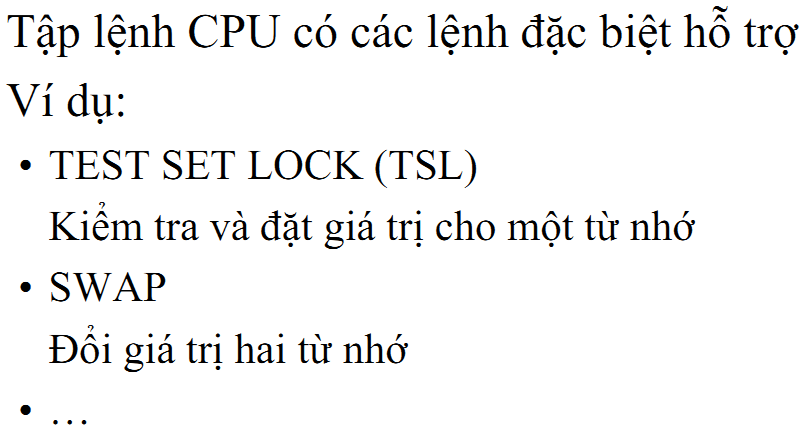 Tập lệnh CPU có các lệnh đặc biệt hỗ trợ
Ví dụ:
• TEST SET LOCK (TSL)
Kiểm tra và đặt giá trị cho một từ nhớ
• SWAP
Đổi giá trị hai từ nhớ
• …